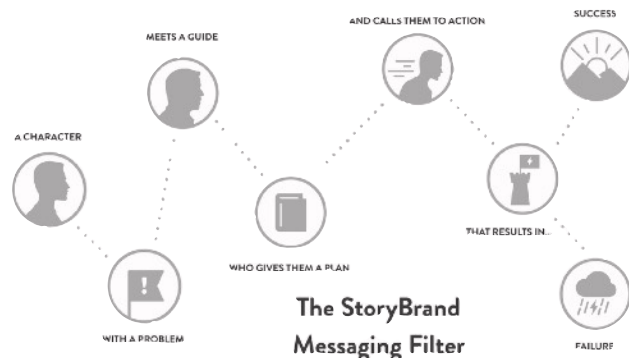 A CHARACTER
WITH A PROBLEM
MEETS A GUIDE
WHO GIVES THEM A PLAN
AND CALLS THEM TO ACTION
THAT RESULTS IN...
SUCCESS
FAILURE
The StoryBrand
Messaging Filter